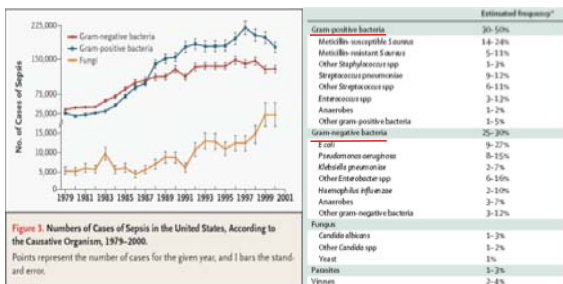 225,000
150,000
75,000
25,000
20,000
15,000
10,000
5,000
0
No. of Cases of Sepsis
Gram-negative bacteria
Gram-positive bacteria
Fungi
1979 1981 1983 1985 1987 1989 1991 1993 1995 1997 1999 2001
Figure 3. Numbers of Cases of Sepsis in the United States, According to
the Causative Organism, 1979–2000.
Points represent the number of cases for the given year, and I bars the stand-
ard error.
Estimated frequency*
Gram-positive bacteria 30–50%
Meticillin-susceptible S aureus 14–24%
Meticillin-resistant S aureus 5–11%
Other Staphylococcus spp 1–3%
Streptococcus pneumoniae 9–12%
Other Streptococcus spp 6–11%
Enterococcus spp 3–13%
Anaerobes 1–2%
Other gram-positive bacteria 1–5%
Gram-negative bacteria 25–30%
E coli 9–27%
Pseudomonas aeruginosa 8–15%
Klebsiella pneumoniae 2–7%
Other Enterobacter spp 6–16%
Haemophilus influenzae 2–10%
Anaerobes 3–7%
Other gram-negative bacteria 3–12%
Fungus
Candida albicans 1–3%
Other Candida spp 1–2%
Yeast 1%
Parasites 1–3%
Viruses 2–4%